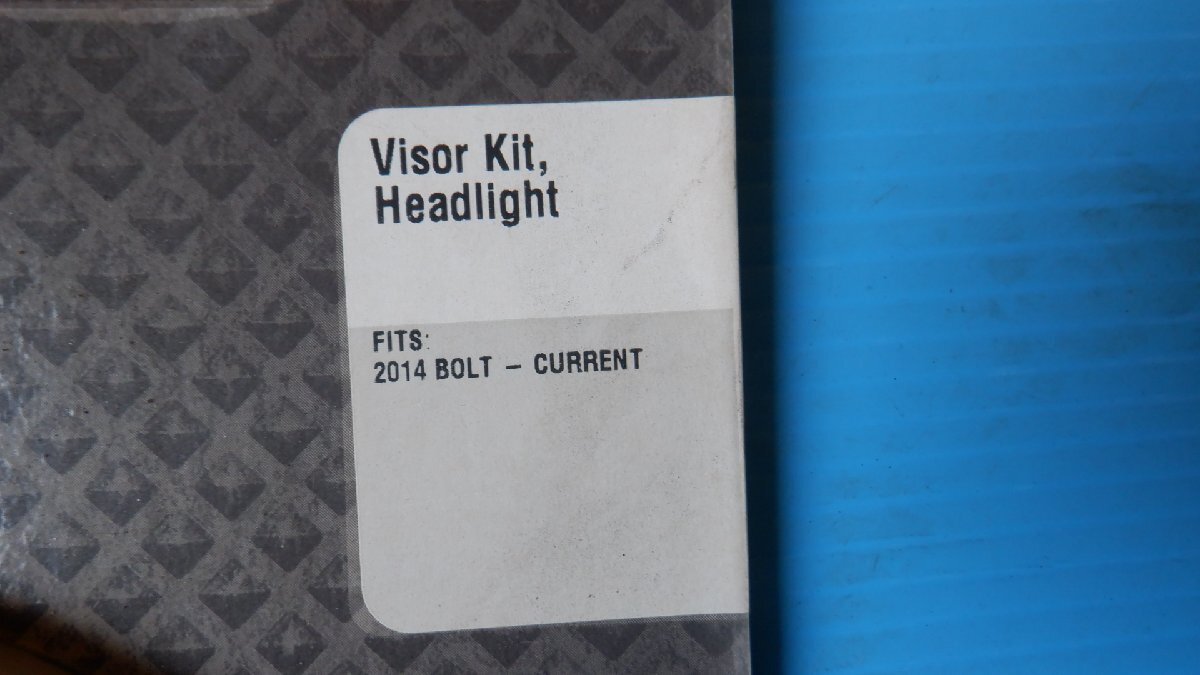 Visor Kit,
Headlight
FITS:
2014 BOLT – CURRENT